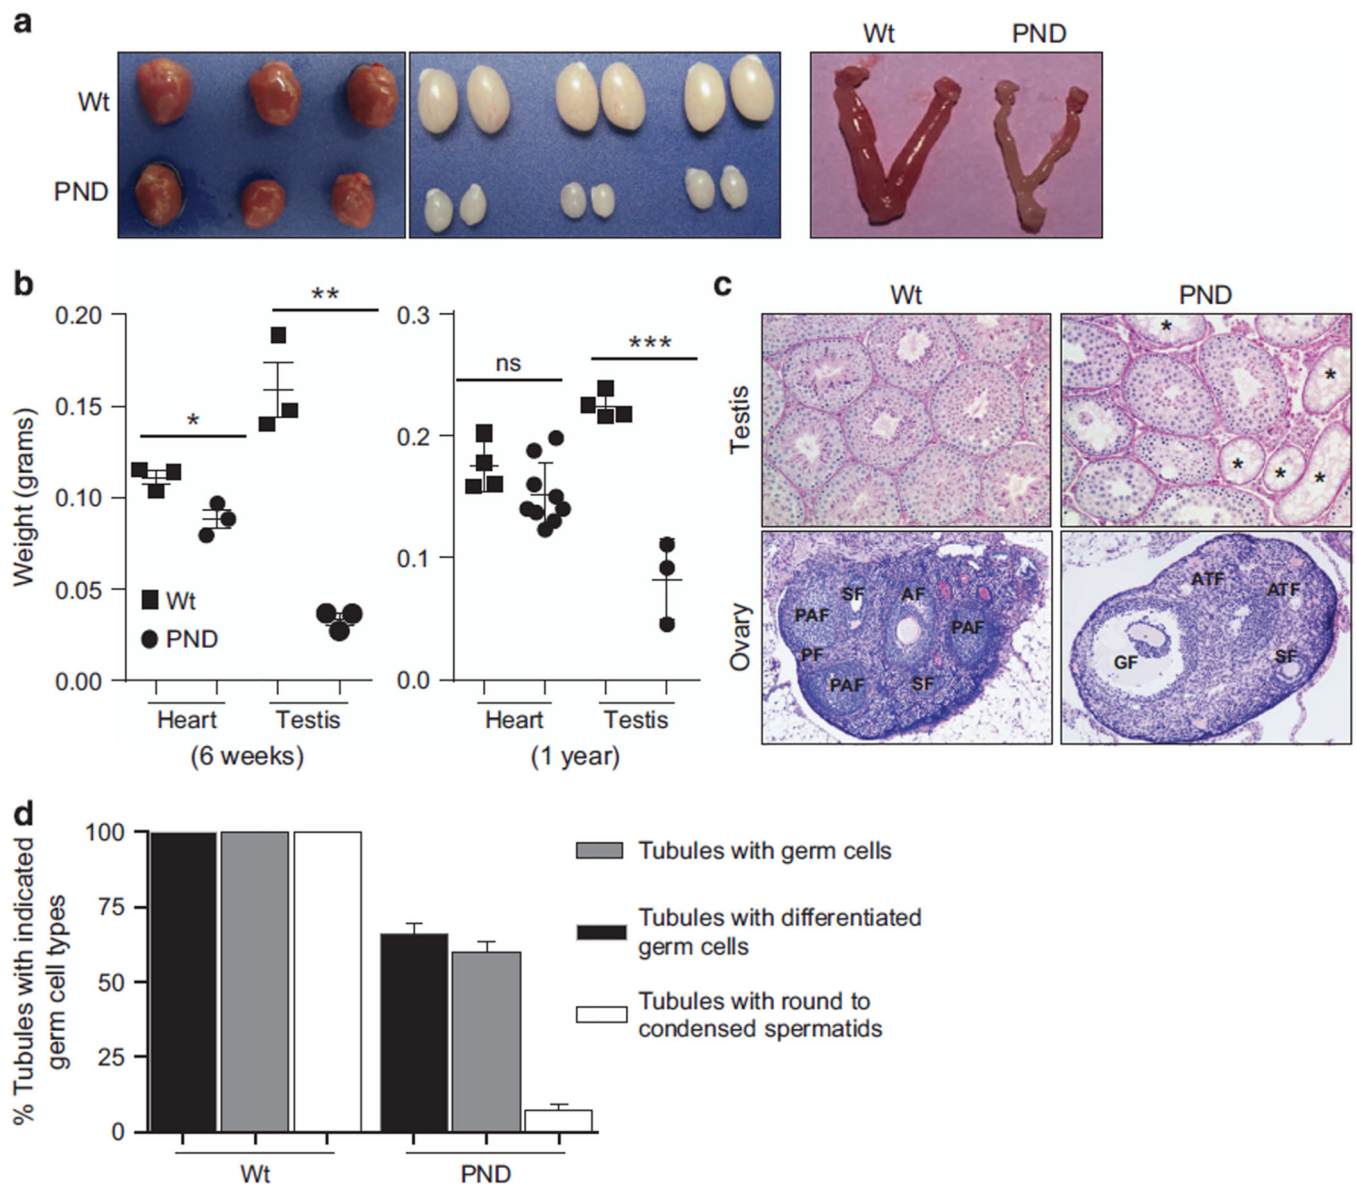 a
Wt
PND
Wt PND
b
Weight (grams)
0.20
0.15
0.10
0.05
0.00
*
**
Wt
PND
Heart Testis
(6 weeks)
0.3
0.2
0.1
0.0
ns
***
Heart Testis
(1 year)
c
Wt PND
Testis
* * * * *
Ovary
SF AF
PAF PAF
PF
PAF SF
ATF ATF
GF SF
d
% Tubules with indicated
germ cell types
100
75
50
25
0
Wt PND
Tubules with germ cells
Tubules with differentiated
germ cells
Tubules with round to
condensed spermatids